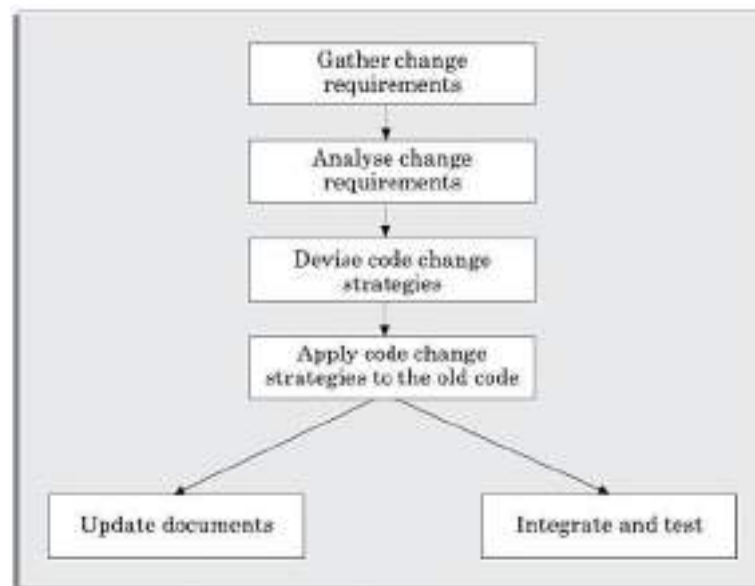 Gather change
requirements
Analyse change
requirements
Devise code change
strategies
Apply code change
strategies to the old code
Update documents
Integrate and test